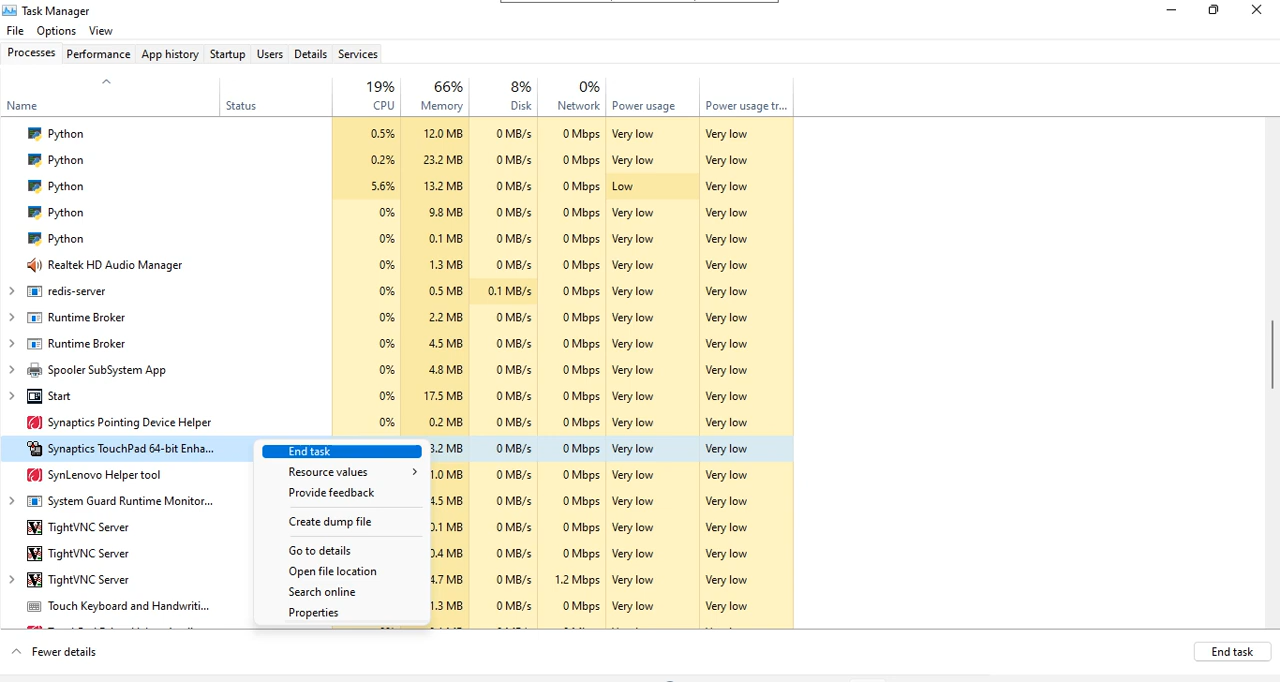 Task Manager
File Options View
Processes Performance App history Startup Users Details Services
19% 66% 8% 0%
Name Status CPU Memory Disk Network Power usage Power usage tr...
Python 0.5% 12.0 MB 0 MB/s 0 Mbps Very low Very low
Python 0.2% 23.2 MB 0 MB/s 0 Mbps Very low Very low
Python 5.6% 13.2 MB 0 MB/s 0 Mbps Low Very low
Python 0% 9.8 MB 0 MB/s 0 Mbps Very low Very low
Python 0% 0.1 MB 0 MB/s 0 Mbps Very low Very low
Realtek HD Audio Manager 0% 1.3 MB 0 MB/s 0 Mbps Very low Very low
redis-server 0% 0.5 MB 0.1 MB/s 0 Mbps Very low Very low
Runtime Broker 0% 2.2 MB 0 MB/s 0 Mbps Very low Very low
Runtime Broker 0% 4.5 MB 0 MB/s 0 Mbps Very low Very low
Spooler SubSystem App 0% 4.8 MB 0 MB/s 0 Mbps Very low Very low
Start 0% 17.5 MB 0 MB/s 0 Mbps Very low Very low
Synaptics Pointing Device Helper 0% 0.2 MB 0 MB/s 0 Mbps Very low Very low
Synaptics TouchPad 64-bit Enha... .2 MB 0 MB/s 0 Mbps Very low Very low
SynLenovo Helper tool .0 MB 0 MB/s 0 Mbps Very low Very low
System Guard Runtime Monitor... .5 MB 0 MB/s 0 Mbps Very low Very low
TightVNC Server .1 MB 0 MB/s 0 Mbps Very low Very low
TightVNC Server .4 MB 0 MB/s 0 Mbps Very low Very low
TightVNC Server .7 MB 0 MB/s 1.2 Mbps Very low Very low
Touch Keyboard and Handwriti... .3 MB 0 MB/s 0 Mbps Very low Very low
End task
Resource values
Provide feedback
Create dump file
Go to details
Open file location
Search online
Properties
Fewer details End task